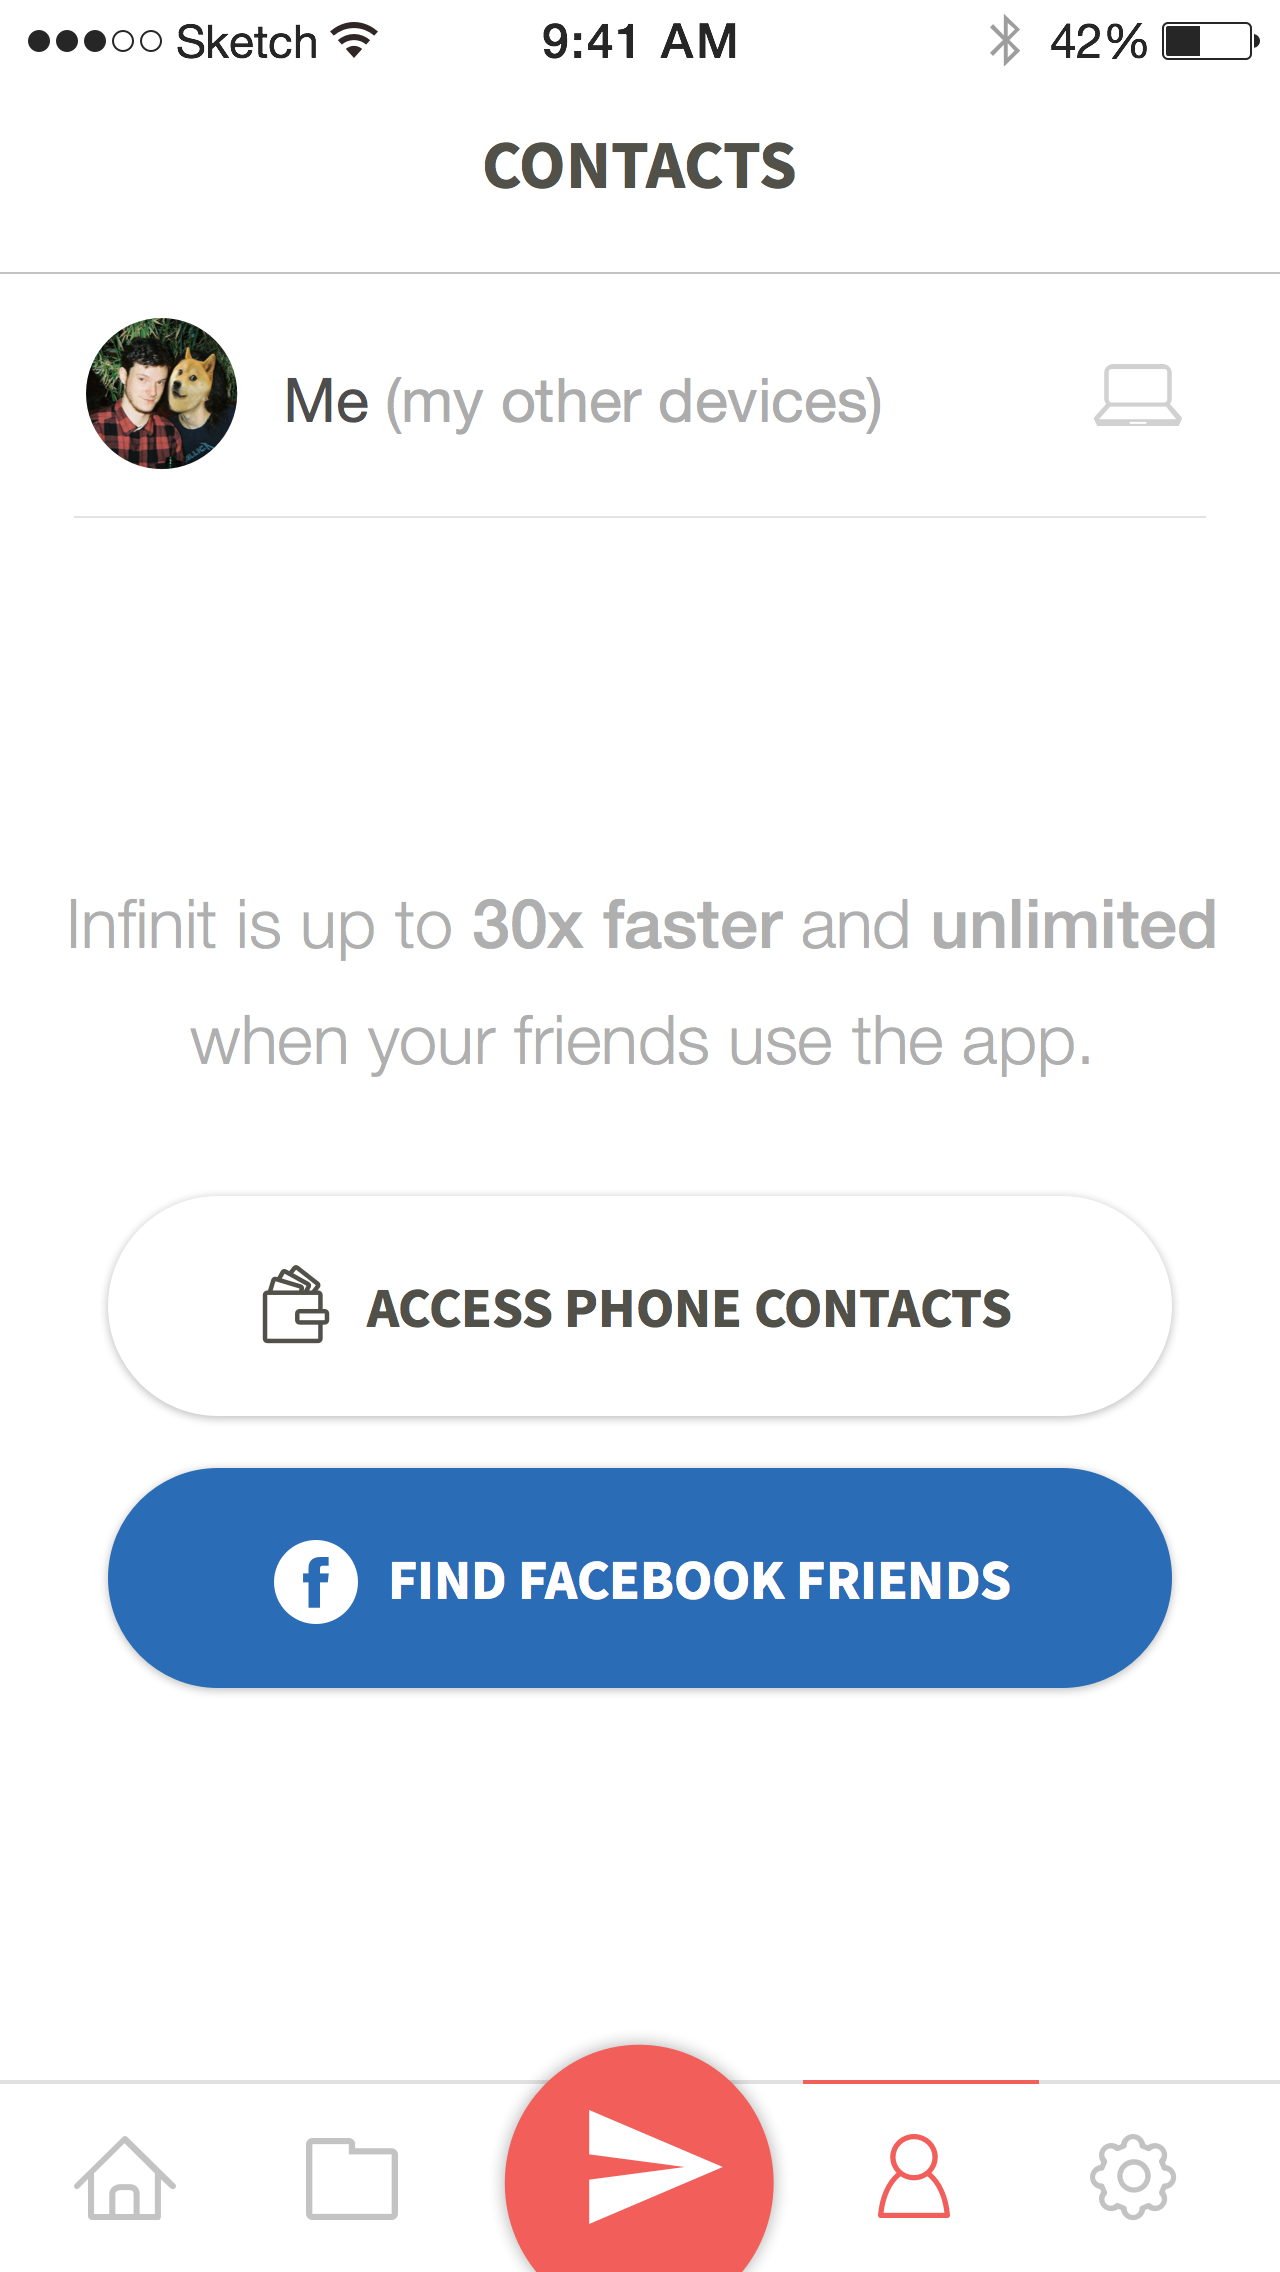 Sketch 9:41 AM 42%
CONTACTS
Me (my other devices)
Infinit is up to 30x faster and unlimited
when your friends use the app.
ACCESS PHONE CONTACTS
f FIND FACEBOOK FRIENDS